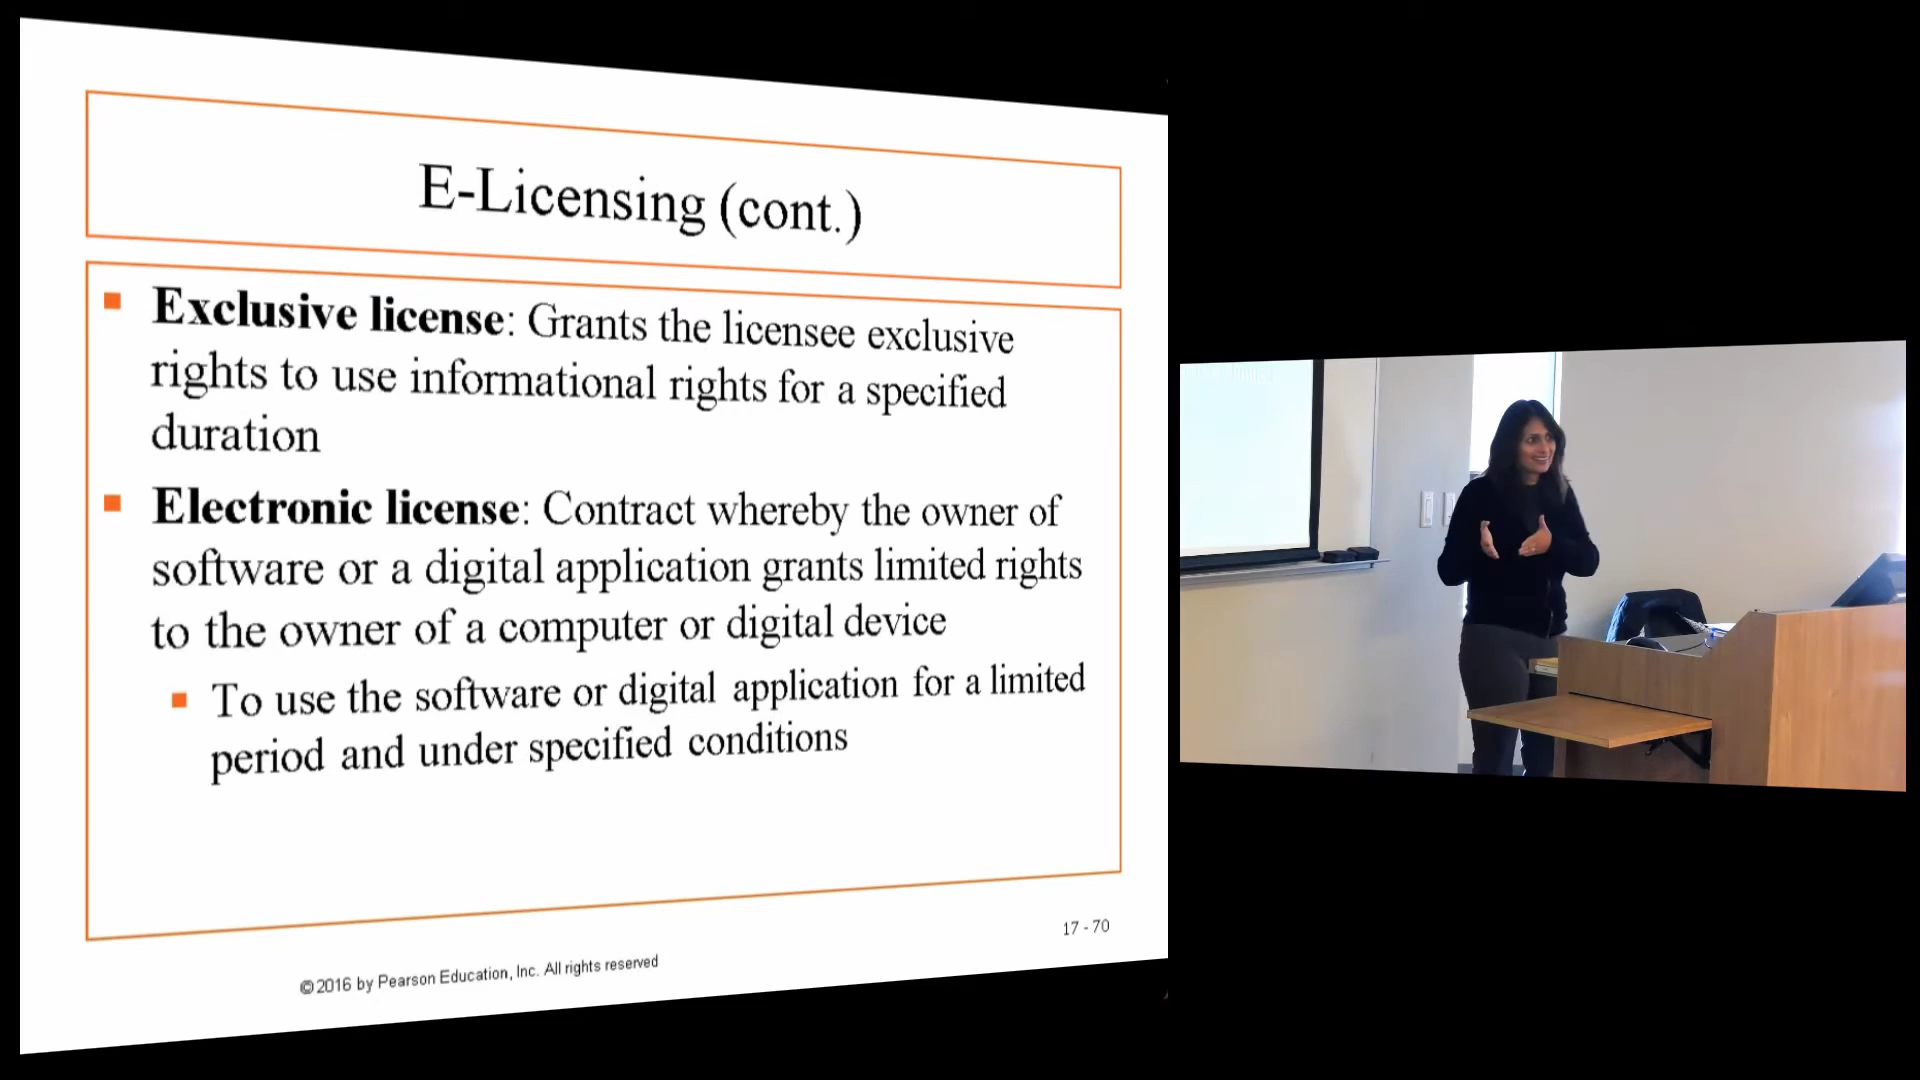 E-Licensing (cont.)
Exclusive license: Grants the licensee exclusive
rights to use informational rights for a specified
duration
Electronic license: Contract whereby the owner of
software or a digital application grants limited rights
to the owner of a computer or digital device
To use the software or digital application for a limited
period and under specified conditions
17 - 70
©2016 by Pearson Education, Inc. All rights reserved